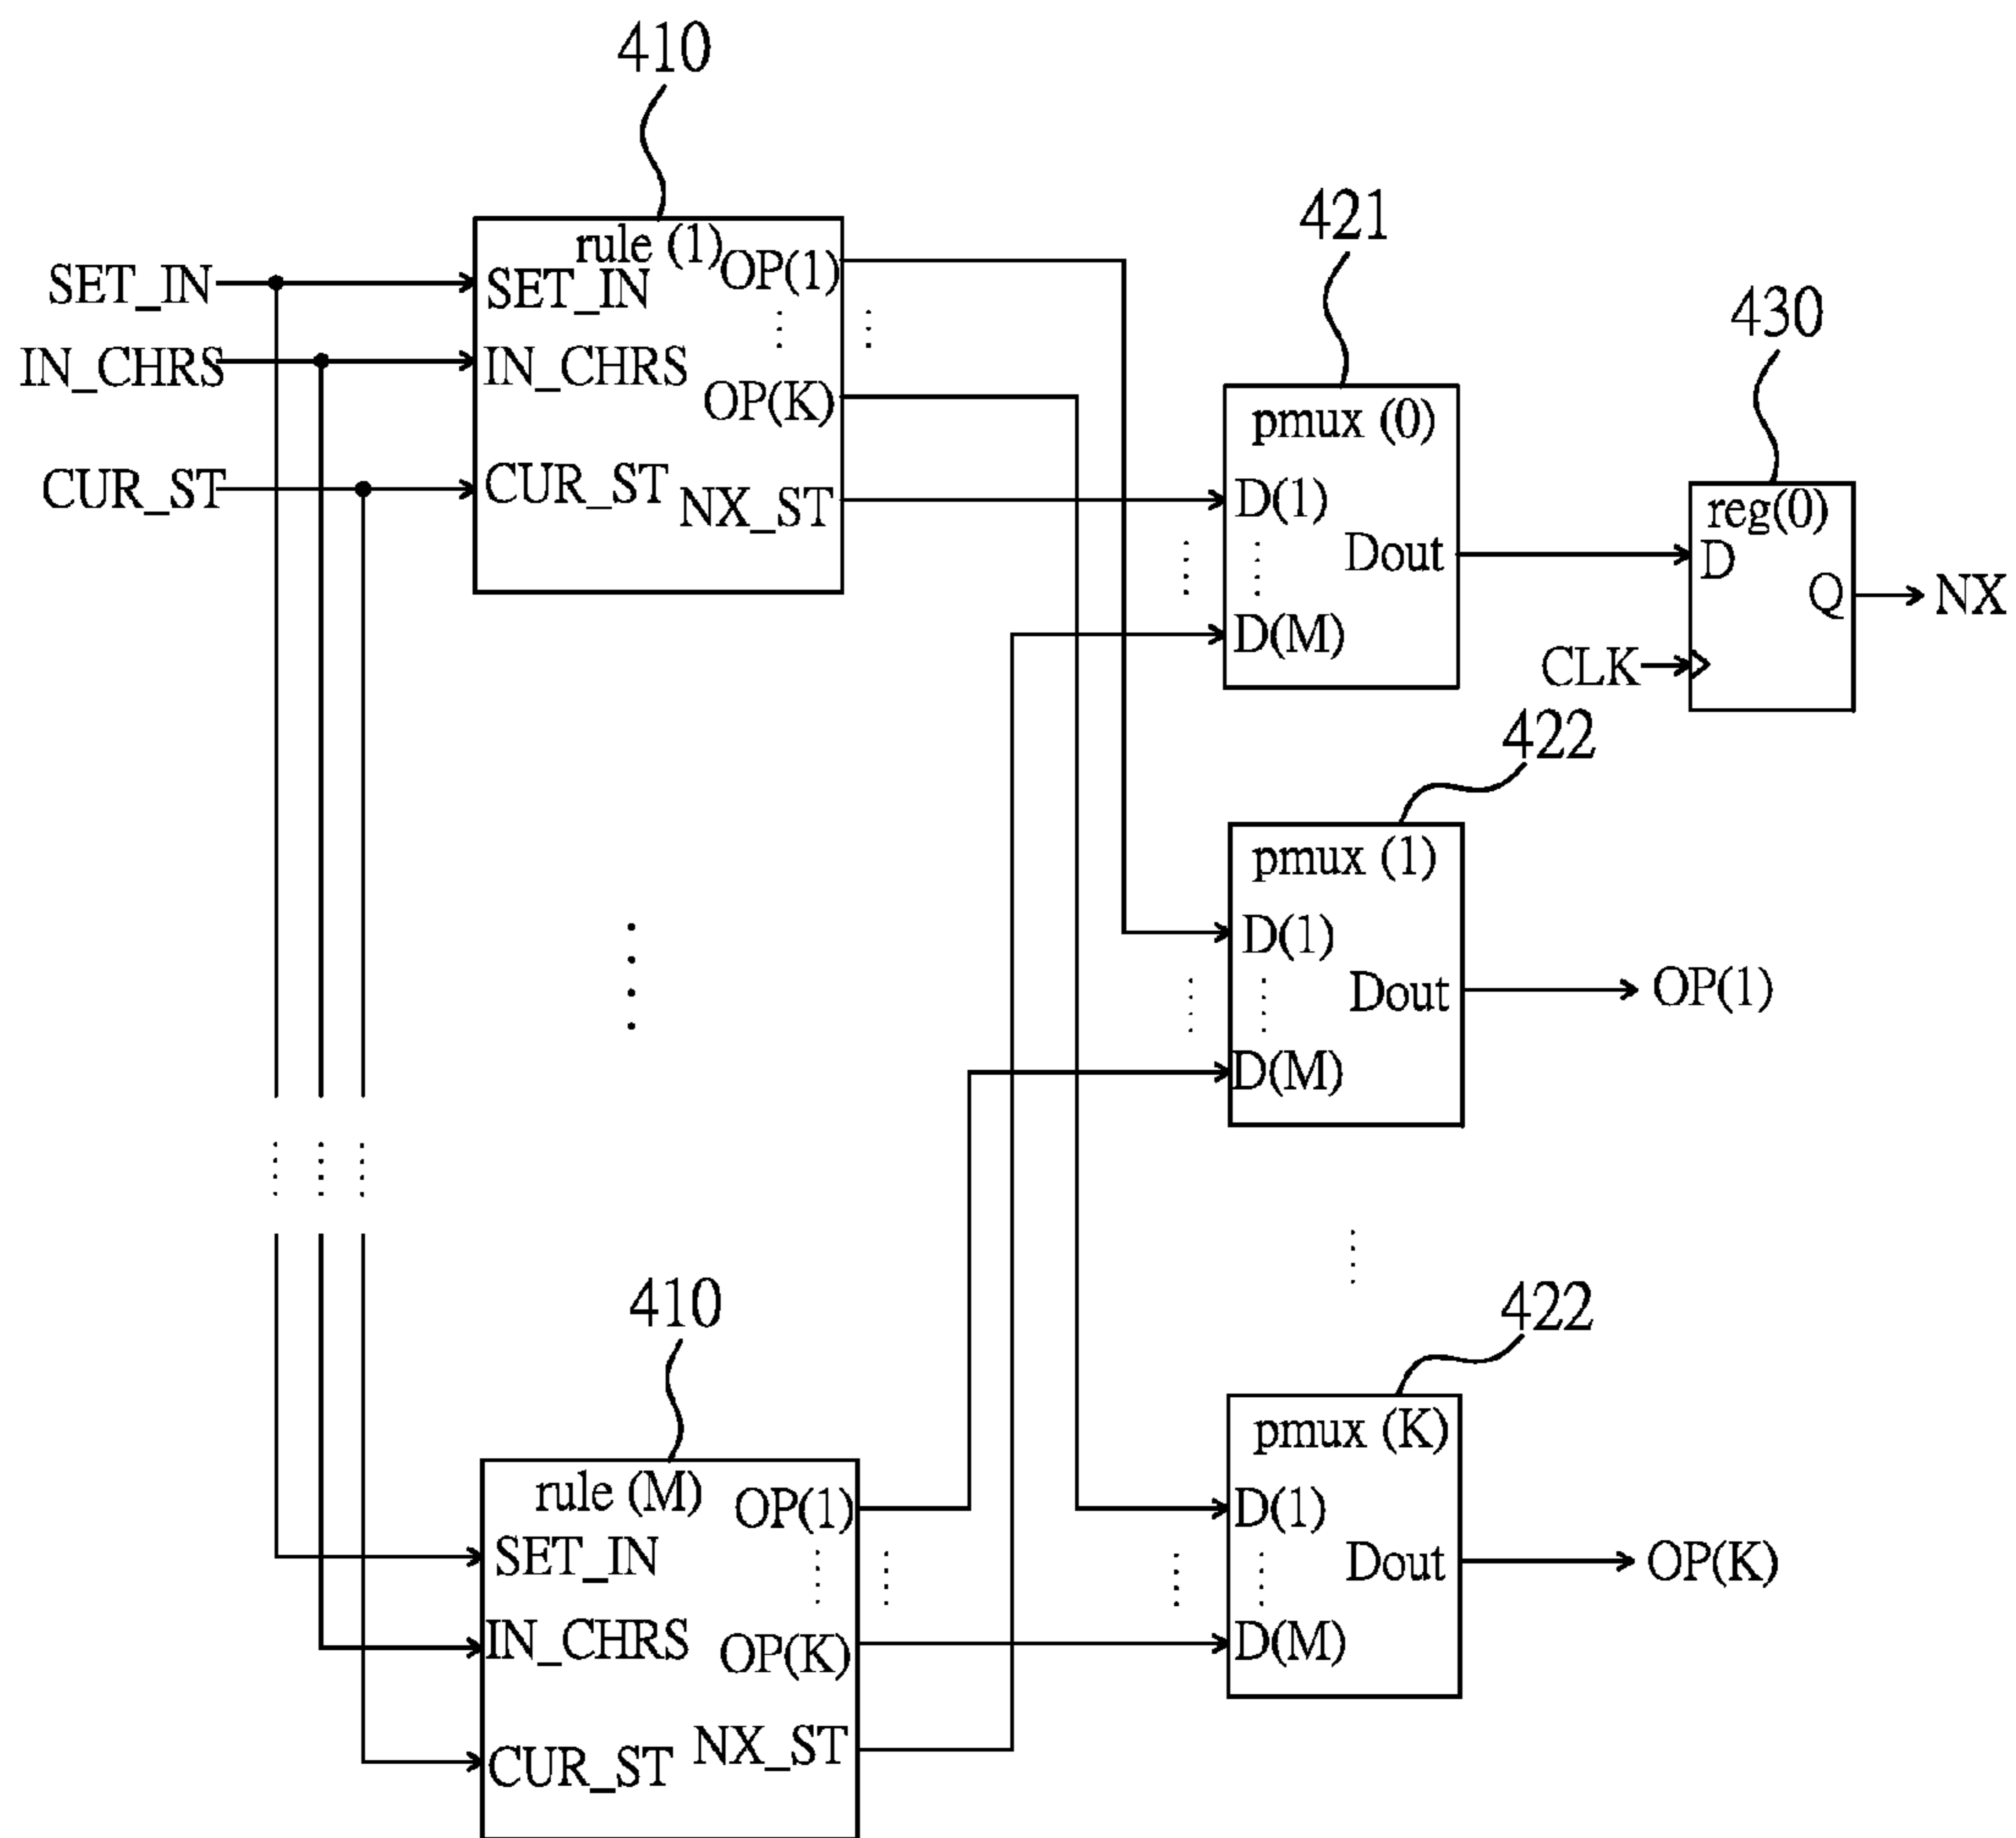 410
rule (1)
SET_IN
SET_IN
OP(1)
IN_CHRS
IN_CHRS
OP(K)
CUR_ST
CUR_ST
NX_ST
421
pmux (0)
D(1)
Dout
D(M)
430
reg(0)
D
Q
NX
CLK
422
pmux (1)
D(1)
Dout
OP(1)
D(M)
410
rule (M)
OP(1)
SET_IN
IN_CHRS
OP(K)
NX_ST
CUR_ST
422
pmux (K)
D(1)
Dout
OP(K)
D(M)